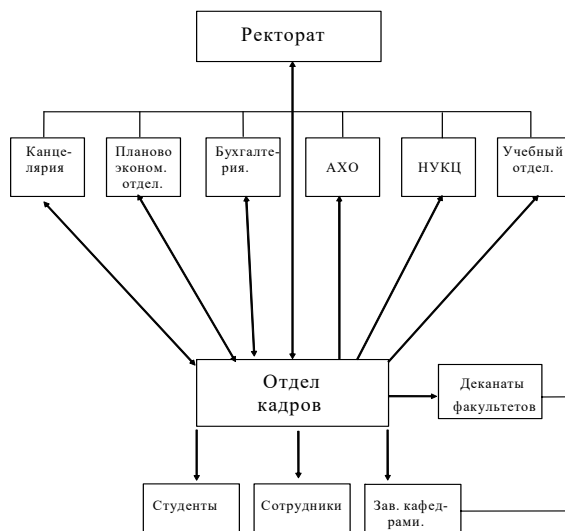 Ректорат
Канце-
лярия
Планово
эконом.
отдел.
Бухгалте-
рия.
АХО
НУКЦ
Учебный
отдел.
Отдел
кадров
Деканаты
факультетов
Студенты
Сотрудники
Зав. кафед-
рами.